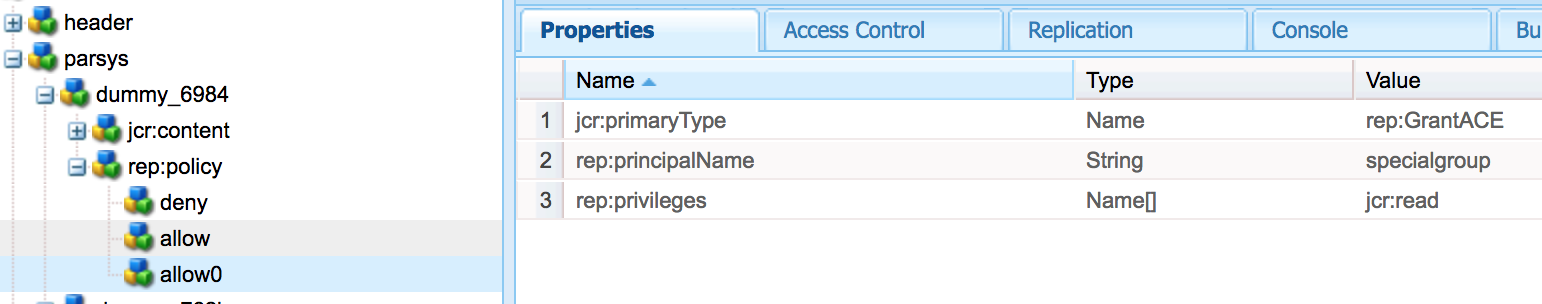 header
parsys
dummy_6984
jcr:content
rep:policy
deny
allow
allow0
Properties Access Control Replication Console Bu
Name Type Value
1 jcr:primaryType Name rep:GrantACE
2 rep:principalName String specialgroup
3 rep:privileges Name[] jcr:read